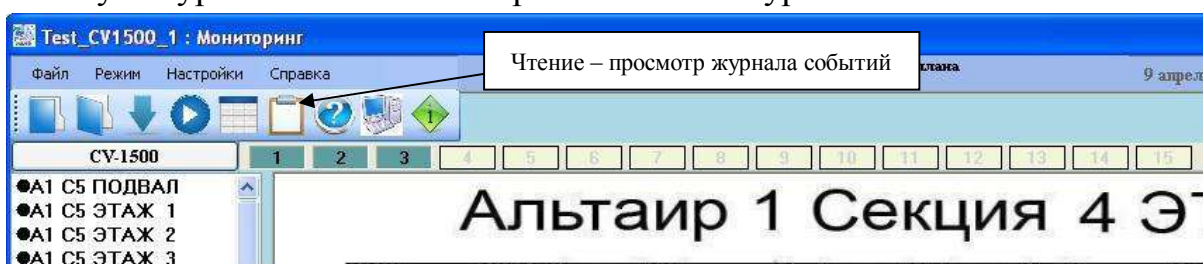 Test_CV1500_1 : Мониторинг
Чтение – просмотр журнала событий
Файл Режим Настройки Справка
9 апрел
CV-1500
1 2 3 4 5 6 7 8 9 10 11 12 13 14 15
А1 С5 ПОДВАЛ
А1 С5 ЭТАЖ 1
А1 С5 ЭТАЖ 2
А1 С5 ЭТАЖ 3
Альтаир 1 Секция 4 Э